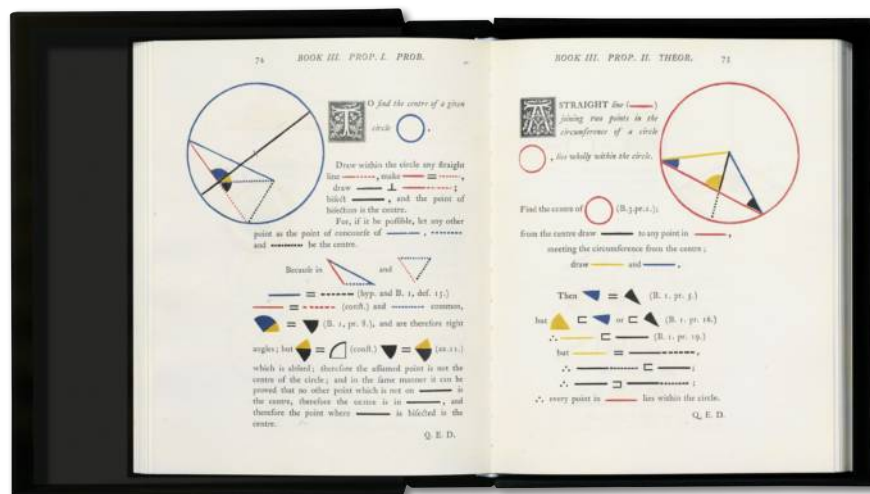 74 BOOK III. PROP. I. PROB.
TO find the centre of a given
circle ,
Draw within the circle any ſtraight
line , make = ,
draw ⊥ ;
biſect , and the point of
biſection is the centre.
For, if it be poſſible, let any other
point as the point of concourſe of ,
and be the centre.
Becauſe in and
= (hyp. and B. 1, def. 15.)
= (conſt.) and common,
= (B. 1, pr. 8.), and are therefore right
angles; but = (conſt.) = (ax. 11.)
which is abſurd; therefore the aſſumed point is not the
centre of the circle; and in the ſame manner it can be
proved that no other point which is not on is
the centre, therefore the centre is in , and
therefore the point where is biſected is the
centre.
Q. E. D.
BOOK III. PROP. II. THEOR. 75
A STRAIGHT line ( )
joining two points in the
circumference of a circle
, lies wholly within the circle.
Find the centre of (B. 3. pr. 1.);
from the centre draw to any point in ,
meeting the circumference from the centre;
draw and .
Then = (B. 1. pr. 5.)
but ⊏ or ⊏ (B. 1. pr. 16.)
∴ ⊏ (B. 1. pr. 19.)
but = ,
∴ ⊏ ;
∴ ⊐ ;
∴ every point in lies within the circle.
Q. E. D.